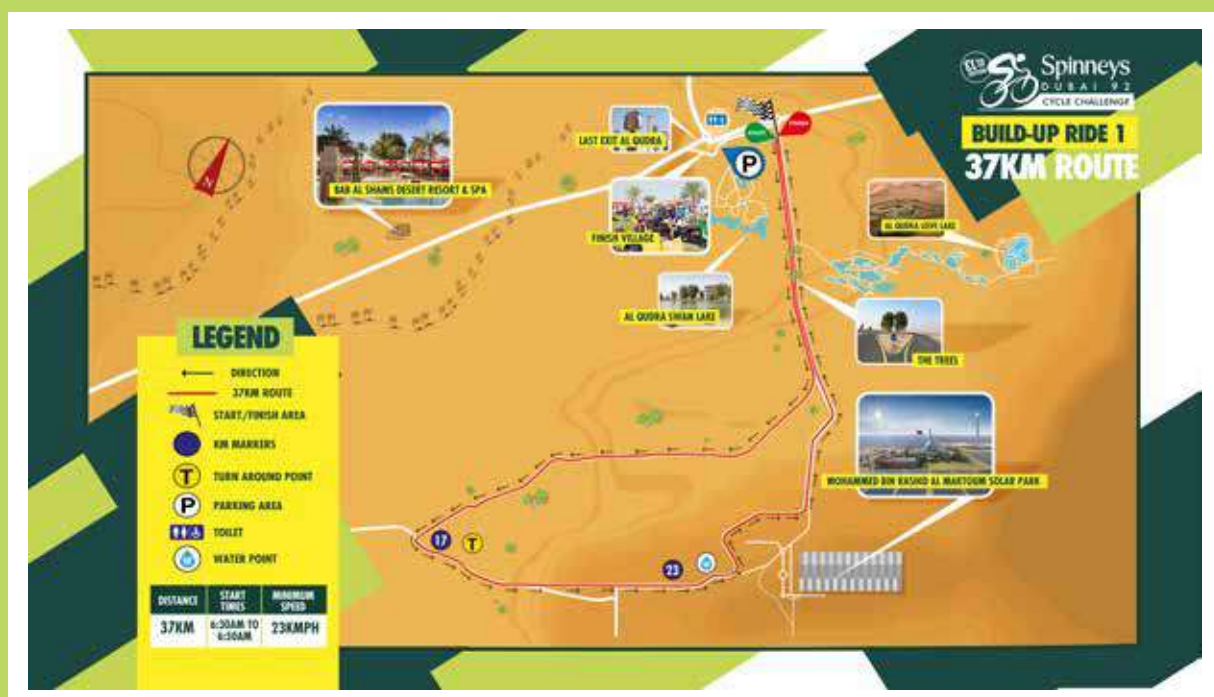 Spinneys
DUBAI 92
CYCLE CHALLENGE
BUILD-UP RIDE 1
37KM ROUTE
BAB AL SHAMS DESERT RESORT & SPA
LAST EXIT AL QUDRA
START
FINISH
P
FINISH VILLAGE
AL QUDRA SWAN LAKE
AL QUDRA LOVE LAKE
THE TREES
MOHAMMED BIN RASHID AL MAKTOUM SOLAR PARK
N
17
T
23
LEGEND
DIRECTION
37KM ROUTE
START/FINISH AREA
KM MARKERS
T TURN AROUND POINT
P PARKING AREA
TOILET
WATER POINT
DISTANCE START TIMES MINIMUM SPEED
37KM 6:30AM TO 6:50AM 23KMPH